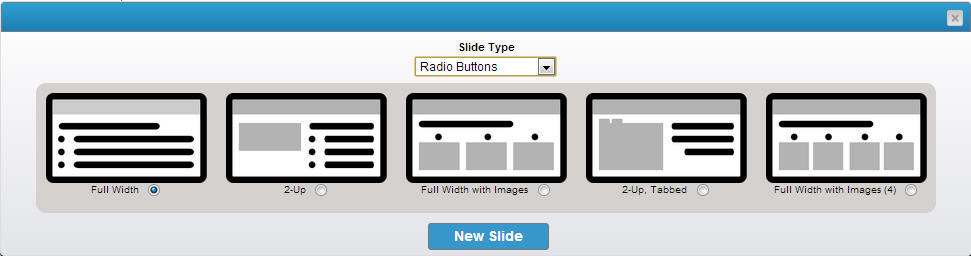 Slide Type
Radio Buttons
Full Width
2-Up
Full Width with Images
2-Up, Tabbed
Full Width with Images (4)
New Slide